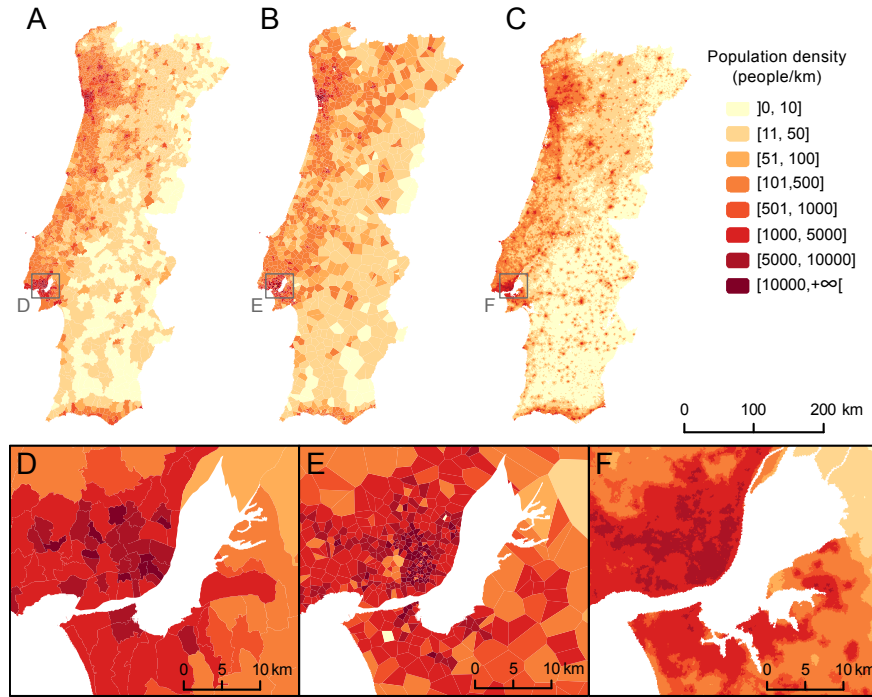 A
B
C
Population density
(people/km)
]0, 10]
[11, 50]
[51, 100]
[101,500]
[501, 1000]
[1000, 5000]
[5000, 10000]
[10000,+∞[
D
E
F
0 100 200 km
D
E
F
0 5 10 km
0 5 10 km
0 5 10 km